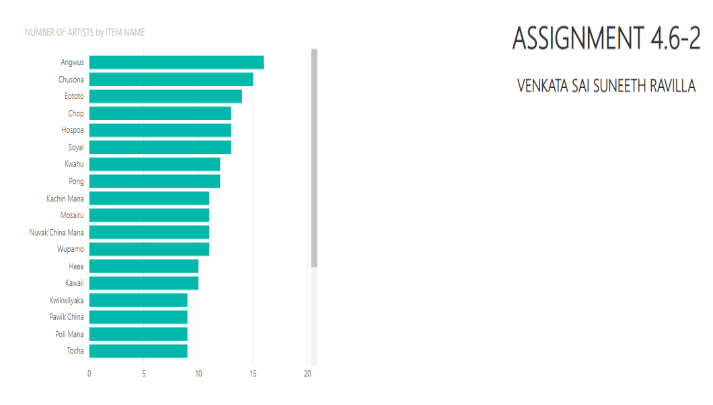 NUMBER OF ARTISTS by ITEM NAME
Angwus
Chusona
Eototo
Chop
Hospoa
Soyal
Kwahu
Pong
Kachin Mana
Mosairu
Nuvak'China Mana
Wupamo
Heee
Kawaii
Kwikwilyaka
Pawik'China
Poli Mana
Tocha
0 5 10 15 20
ASSIGNMENT 4.6-2
VENKATA SAI SUNEETH RAVILLA